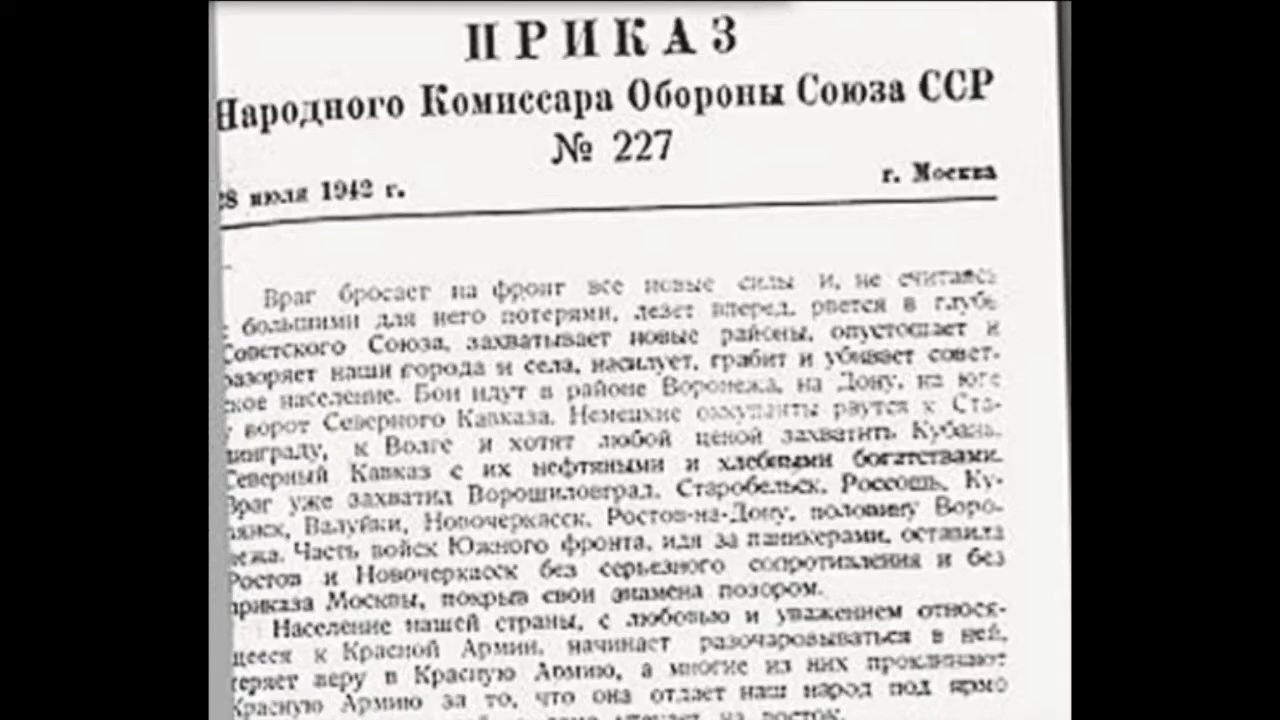 ПРИКАЗ
Народного Комиссара Обороны Союза ССР
№ 227
28 июля 1942 г. г. Москва
Враг бросает на фронт все новые силы и, не считаясь
с большими для него потерями, лезет вперед, рвется в глубь
Советского Союза, захватывает новые районы, опустошает и
разоряет наши города и села, насилует, грабит и убивает совет-
ское население. Бои идут в районе Воронежа, на Дону, на юге
у ворот Северного Кавказа. Немецкие оккупанты рвутся к Ста-
линграду, к Волге и хотят любой ценой захватить Кубань,
Северный Кавказ с их нефтяными и хлебными богатствами.
Враг уже захватил Ворошиловград, Старобельск, Россошь, Ку-
пянск, Валуйки, Новочеркасск, Ростов-на-Дону, половину Воро-
нежа. Часть войск Южного фронта, идя за паникерами, оставила
Ростов и Новочеркасск без серьезного сопротивления и без
приказа Москвы, покрыв свои знамена позором.
Население нашей страны, с любовью и уважением относя-
щееся к Красной Армии, начинает разочаровываться в ней,
теряет веру в Красную Армию, а многие из них проклинают
Красную Армию за то, что она отдает наш народ под ярмо
на восток.